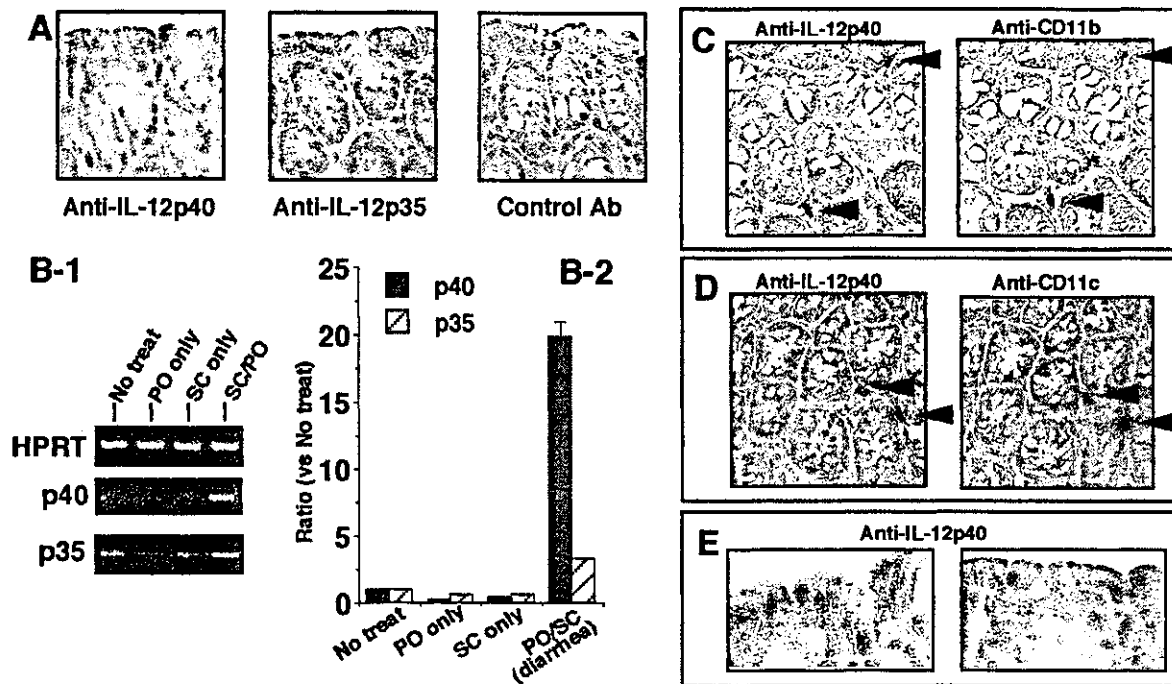 A
Anti-IL-12p40
Anti-IL-12p35
Control Ab
B-1
No treat
PO only
SC only
SC/PO
HPRT
p40
p35
B-2
p40
p35
Ratio (vs No treat)
25
20
15
10
5
0
No treat
PO only
SC only
PO/SC
(diarrhea)
C
Anti-IL-12p40
Anti-CD11b
D
Anti-IL-12p40
Anti-CD11c
E
Anti-IL-12p40